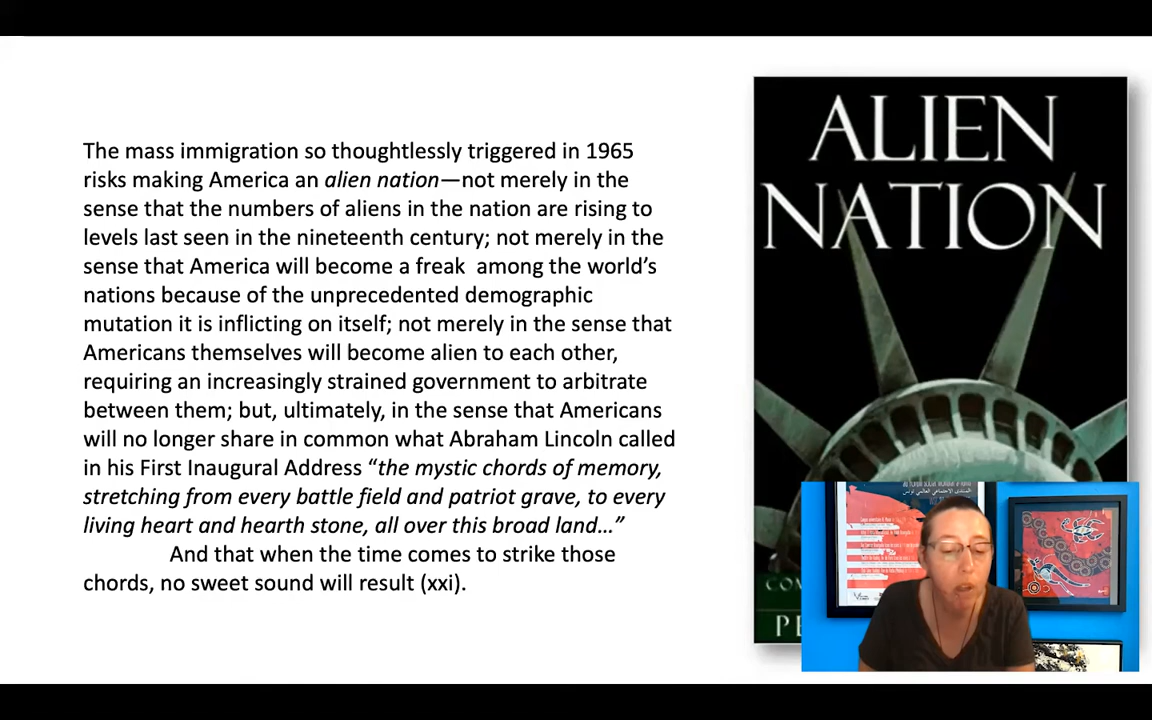 The mass immigration so thoughtlessly triggered in 1965
risks making America an alien nation—not merely in the
sense that the numbers of aliens in the nation are rising to
levels last seen in the nineteenth century; not merely in the
sense that America will become a freak  among the world's
nations because of the unprecedented demographic
mutation it is inflicting on itself; not merely in the sense that
Americans themselves will become alien to each other,
requiring an increasingly strained government to arbitrate
between them; but, ultimately, in the sense that Americans
will no longer share in common what Abraham Lincoln called
in his First Inaugural Address “the mystic chords of memory,
stretching from every battle field and patriot grave, to every
living heart and hearth stone, all over this broad land...”
And that when the time comes to strike those
chords, no sweet sound will result (xxi).
ALIEN
NATION